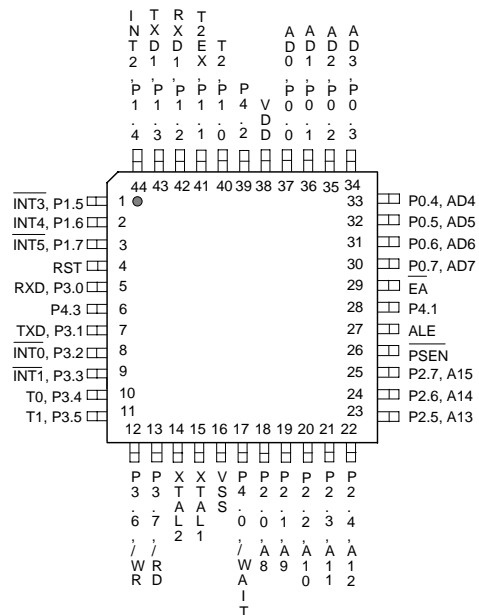 INT2,P1.4
TXD1,P1.3
RXD1,P1.2
T2EX,P1.1
T2,P1.0
P4.2
VDD
AD0,P0.0
AD1,P0.1
AD2,P0.2
AD3,P0.3
44 43 42 41 40 39 38 37 36 35 34
INT3, P1.5 1
INT4, P1.6 2
INT5, P1.7 3
RST 4
RXD, P3.0 5
P4.3 6
TXD, P3.1 7
INT0, P3.2 8
INT1, P3.3 9
T0, P3.4 10
T1, P3.5 11
33 P0.4, AD4
32 P0.5, AD5
31 P0.6, AD6
30 P0.7, AD7
29 EA
28 P4.1
27 ALE
26 PSEN
25 P2.7, A15
24 P2.6, A14
23 P2.5, A13
12 13 14 15 16 17 18 19 20 21 22
P3.6,/WR
P3.7,/RD
XTAL2
XTAL1
VSS
P4.0,/WAIT
P2.0,A8
P2.1,A9
P2.2,A10
P2.3,A11
P2.4,A12